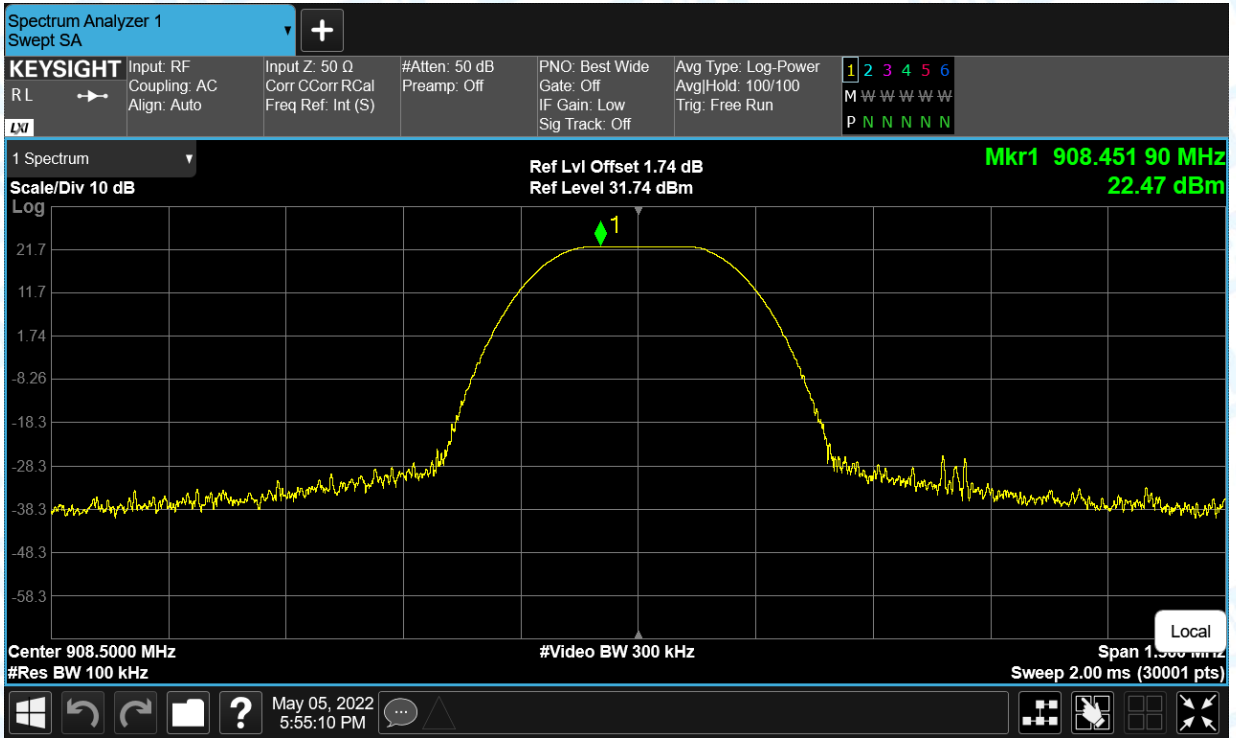 Spectrum Analyzer 1
Swept SA
KEYSIGHT
R L
LXI
Input: RF
Coupling: AC
Align: Auto
Input Z: 50 Ω
Corr CCorr RCal
Freq Ref: Int (S)
#Atten: 50 dB
Preamp: Off
PNO: Best Wide
Gate: Off
IF Gain: Low
Sig Track: Off
Avg Type: Log-Power
Avg|Hold: 100/100
Trig: Free Run
1 2 3 4 5 6
M W W W W W
P N N N N N
1 Spectrum
Scale/Div 10 dB
Log
Ref Lvl Offset 1.74 dB
Ref Level 31.74 dBm
Mkr1 908.451 90 MHz
22.47 dBm
1
21.7
11.7
1.74
-8.26
-18.3
-28.3
-38.3
-48.3
-58.3
Local
Center 908.5000 MHz
#Res BW 100 kHz
#Video BW 300 kHz
Span
Sweep 2.00 ms (30001 pts)
?
May 05, 2022
5:55:10 PM